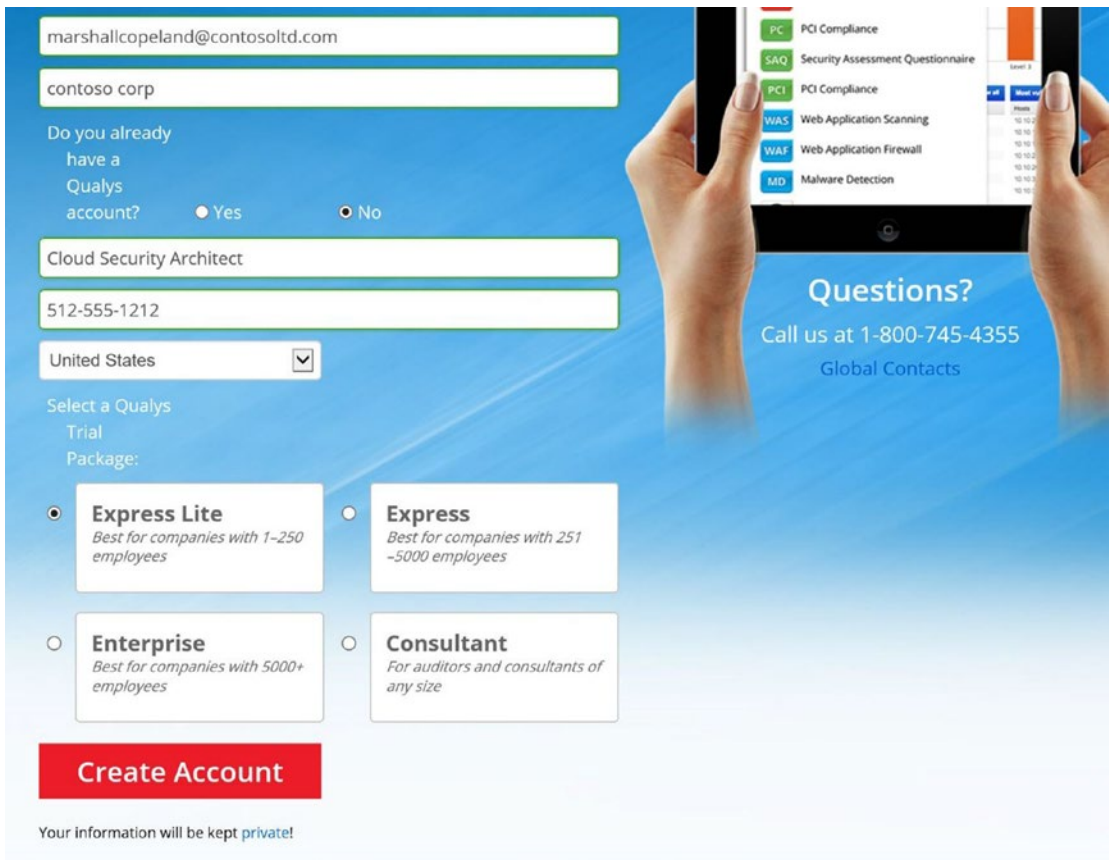 marshallcopeland@contosoltd.com
contoso corp
Do you already
have a
Qualys
account?
Yes
No
Cloud Security Architect
512-555-1212
United States
Select a Qualys
Trial
Package:
Express Lite
Best for companies with 1–250
employees
Express
Best for companies with 251
–5000 employees
Enterprise
Best for companies with 5000+
employees
Consultant
For auditors and consultants of
any size
Create Account
Your information will be kept private!
PC PCI Compliance
SAQ Security Assessment Questionnaire
PCI PCI Compliance
WAS Web Application Scanning
WAF Web Application Firewall
MD Malware Detection
Level 3
Hosts
Questions?
Call us at 1-800-745-4355
Global Contacts